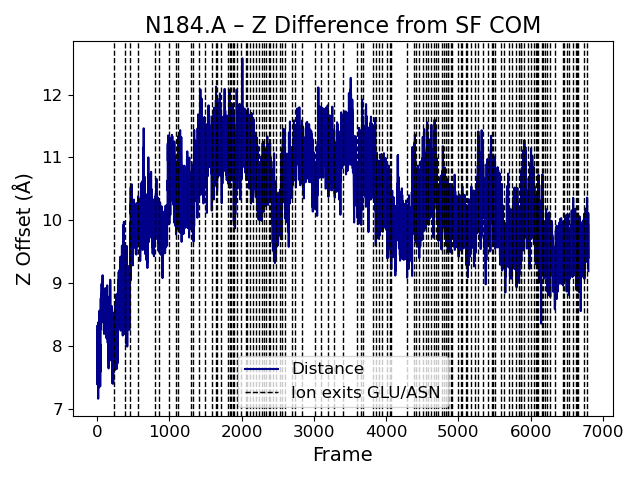 N184.A – Z Difference from SF COM
Z Offset (Å)
12
11
10
9
8
7
Distance
Ion exits GLU/ASN
0 1000 2000 3000 4000 5000 6000 7000
Frame